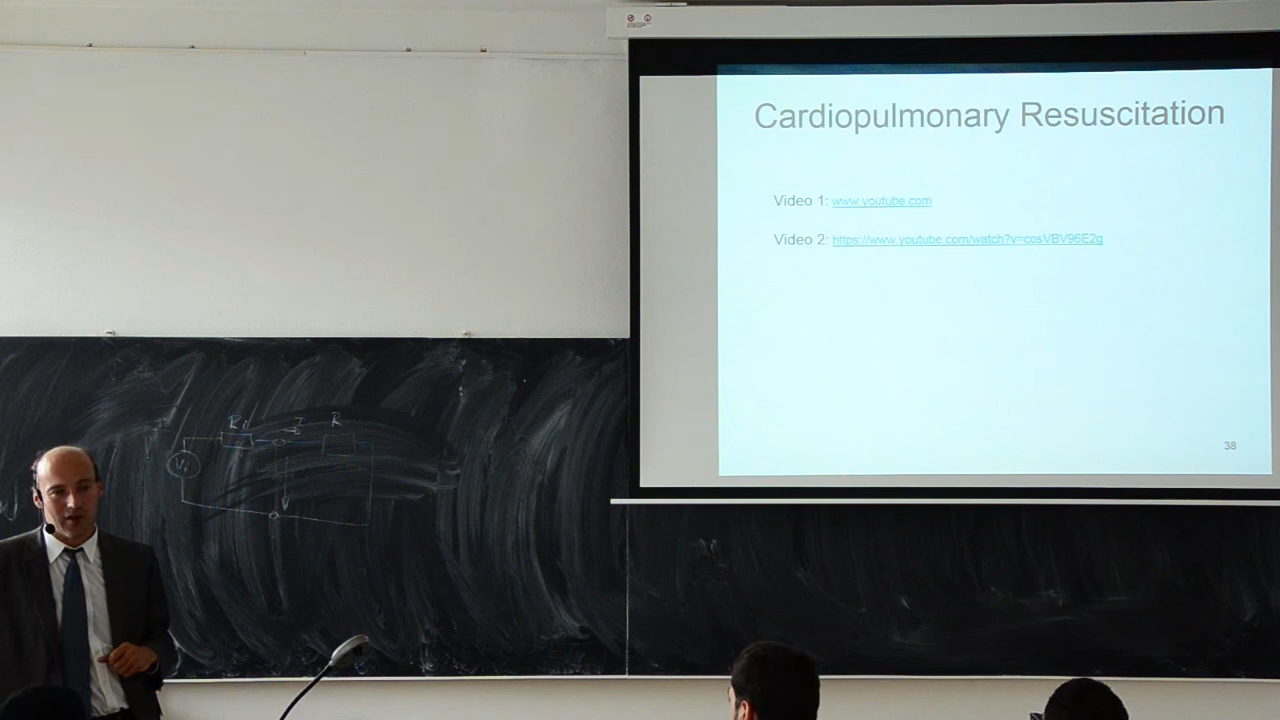 Cardiopulmonary Resuscitation
Video 1: www.youtube.com
Video 2: https://www.youtube.com/watch?v=cosVBV96E2g
38
R
I
R